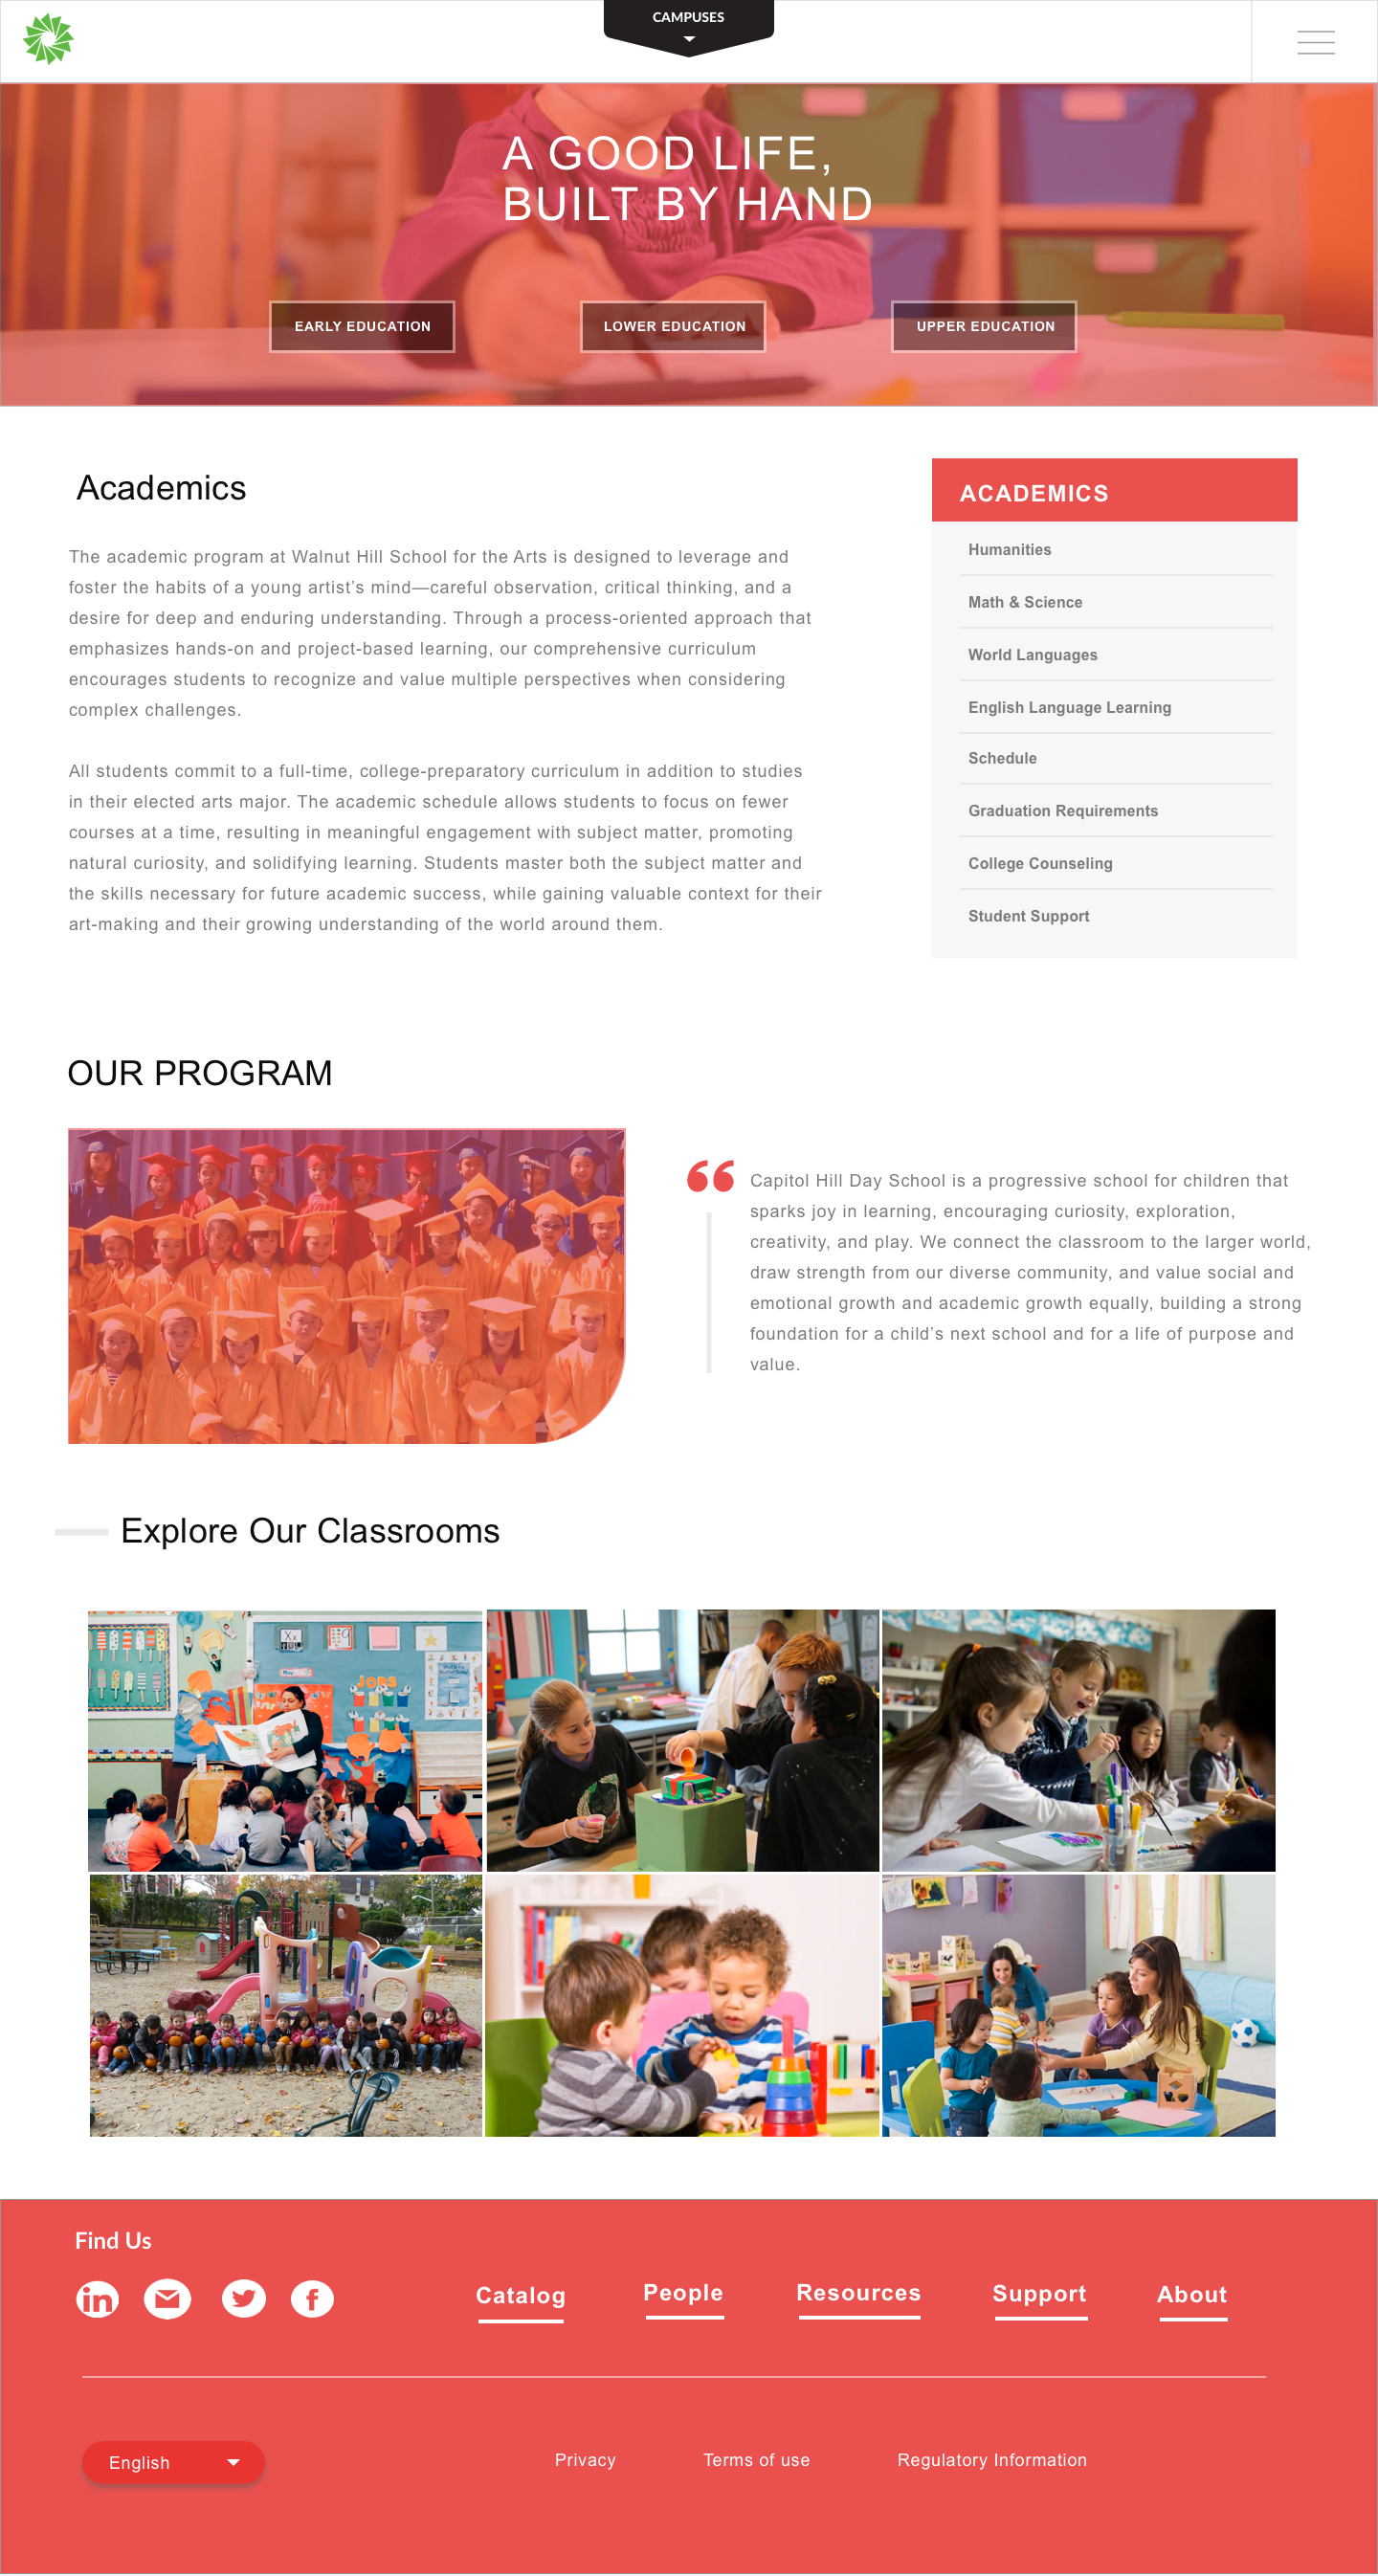 CAMPUSES
A GOOD LIFE,
BUILT BY HAND
EARLY EDUCATION
LOWER EDUCATION
UPPER EDUCATION
Academics
The academic program at Walnut Hill School for the Arts is designed to leverage and
foster the habits of a young artist’s mind—careful observation, critical thinking, and a
desire for deep and enduring understanding. Through a process-oriented approach that
emphasizes hands-on and project-based learning, our comprehensive curriculum
encourages students to recognize and value multiple perspectives when considering
complex challenges.
All students commit to a full-time, college-preparatory curriculum in addition to studies
in their elected arts major. The academic schedule allows students to focus on fewer
courses at a time, resulting in meaningful engagement with subject matter, promoting
natural curiosity, and solidifying learning. Students master both the subject matter and
the skills necessary for future academic success, while gaining valuable context for their
art-making and their growing understanding of the world around them.
ACADEMICS
Humanities
Math & Science
World Languages
English Language Learning
Schedule
Graduation Requirements
College Counseling
Student Support
OUR PROGRAM
Capitol Hill Day School is a progressive school for children that
sparks joy in learning, encouraging curiosity, exploration,
creativity, and play. We connect the classroom to the larger world,
draw strength from our diverse community, and value social and
emotional growth and academic growth equally, building a strong
foundation for a child’s next school and for a life of purpose and
value.
Explore Our Classrooms
Xx
JOBS
Find Us
Catalog
People
Resources
Support
About
English
Privacy
Terms of use
Regulatory Information